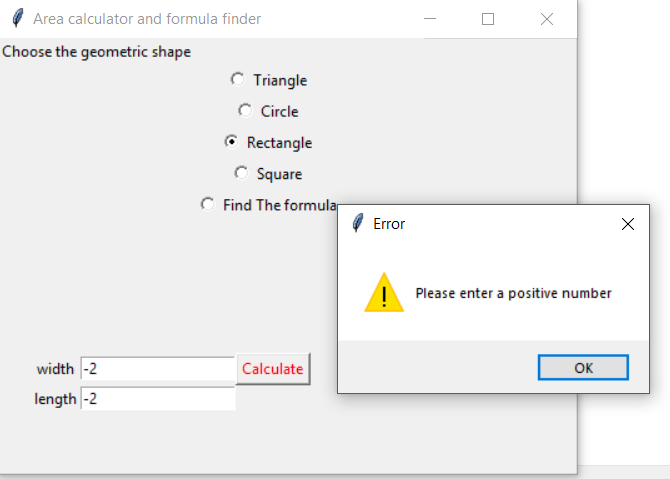 Area calculator and formula finder
Choose the geometric shape
Triangle
Circle
Rectangle
Square
Find The formula
Error
Please enter a positive number
OK
width -2 Calculate
length -2